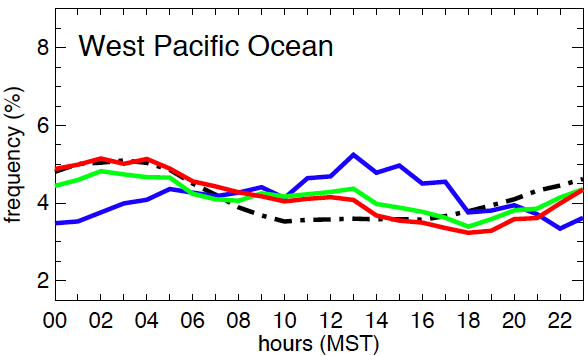 West Pacific Ocean
frequency (%)
8
6
4
2
00 02 04 06 08 10 12 14 16 18 20 22
hours (MST)